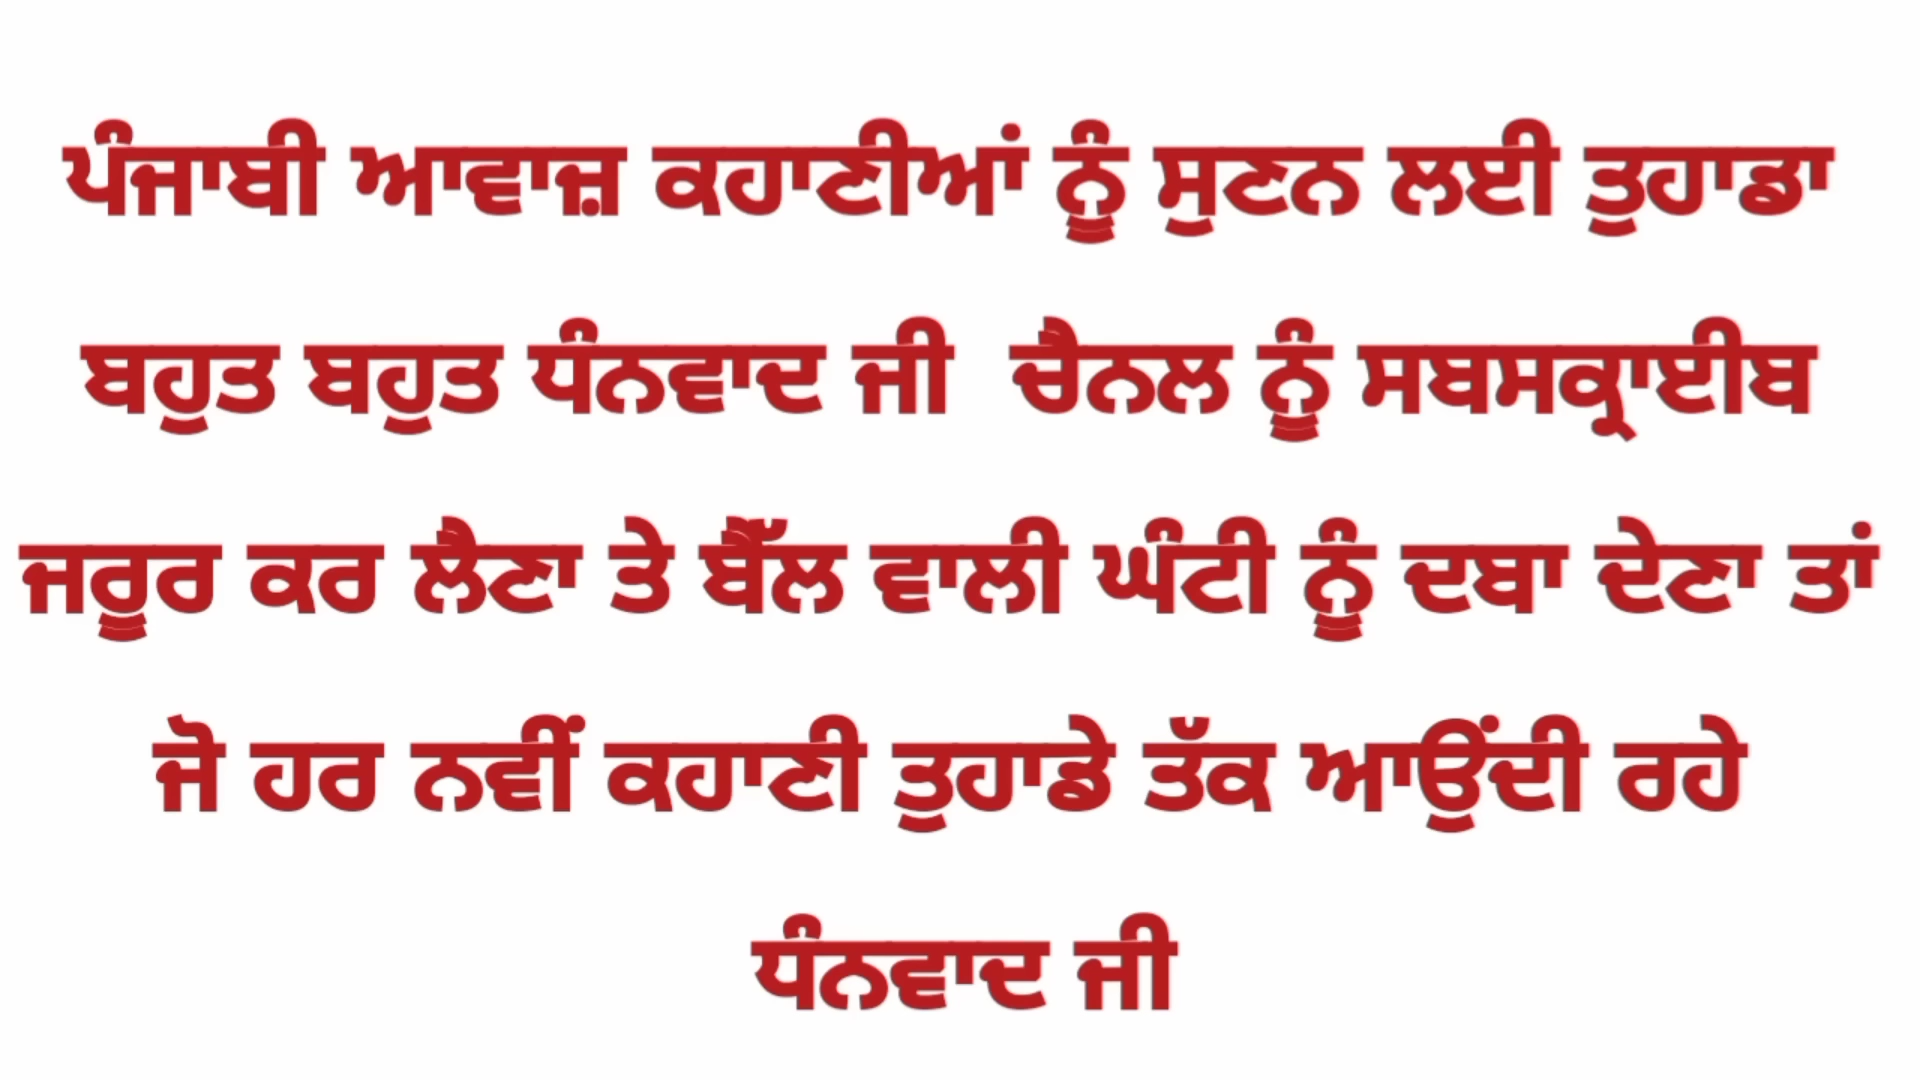 ਪੰਜਾਬੀ ਆਵਾਜ਼ ਕਹਾਣੀਆਂ ਨੂੰ ਸੁਣਨ ਲਈ ਤੁਹਾਡਾ
ਬਹੁਤ ਬਹੁਤ ਧੰਨਵਾਦ ਜੀ  ਚੈਨਲ ਨੂੰ ਸਬਸਕ੍ਰਾਈਬ
ਜਰੂਰ ਕਰ ਲੈਣਾ ਤੇ ਬੈੱਲ ਵਾਲੀ ਘੰਟੀ ਨੂੰ ਦਬਾ ਦੇਣਾ ਤਾਂ
ਜੋ ਹਰ ਨਵੀਂ ਕਹਾਣੀ ਤੁਹਾਡੇ ਤੱਕ ਆਉਂਦੀ ਰਹੇ
ਧੰਨਵਾਦ ਜੀ